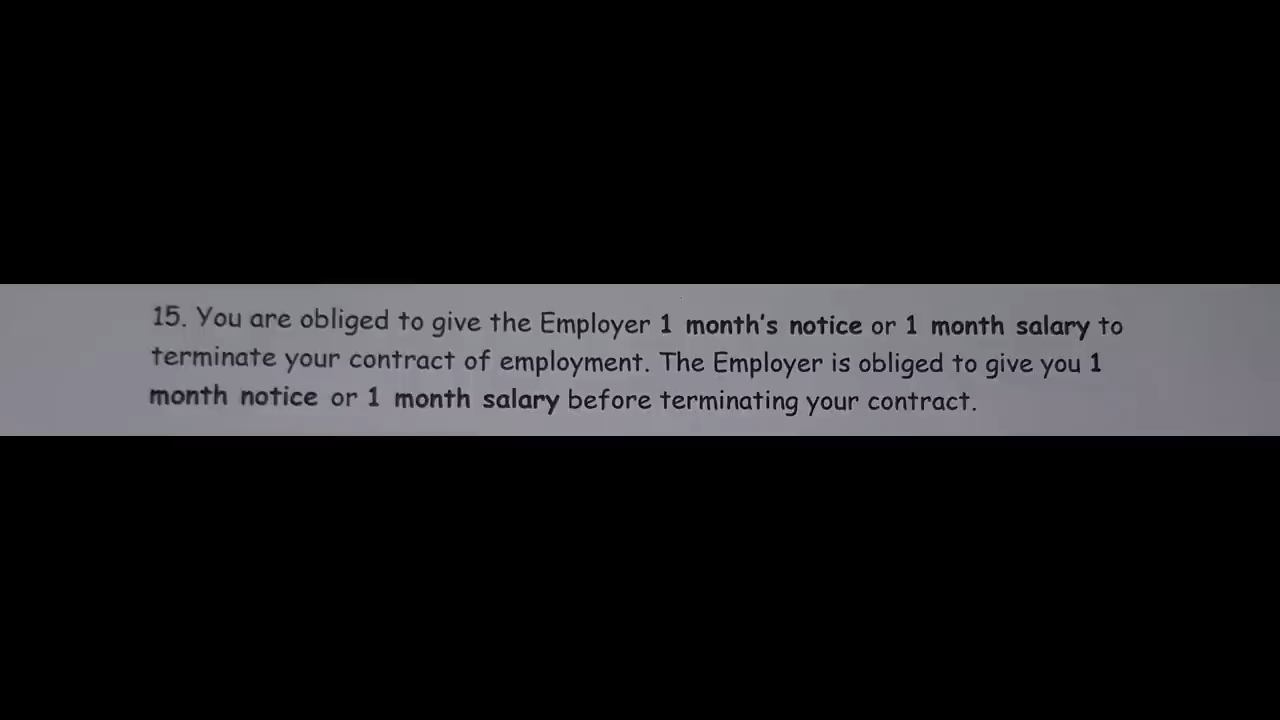 15. You are obliged to give the Employer 1 month's notice or 1 month salary to
terminate your contract of employment. The Employer is obliged to give you 1
month notice or 1 month salary before terminating your contract.